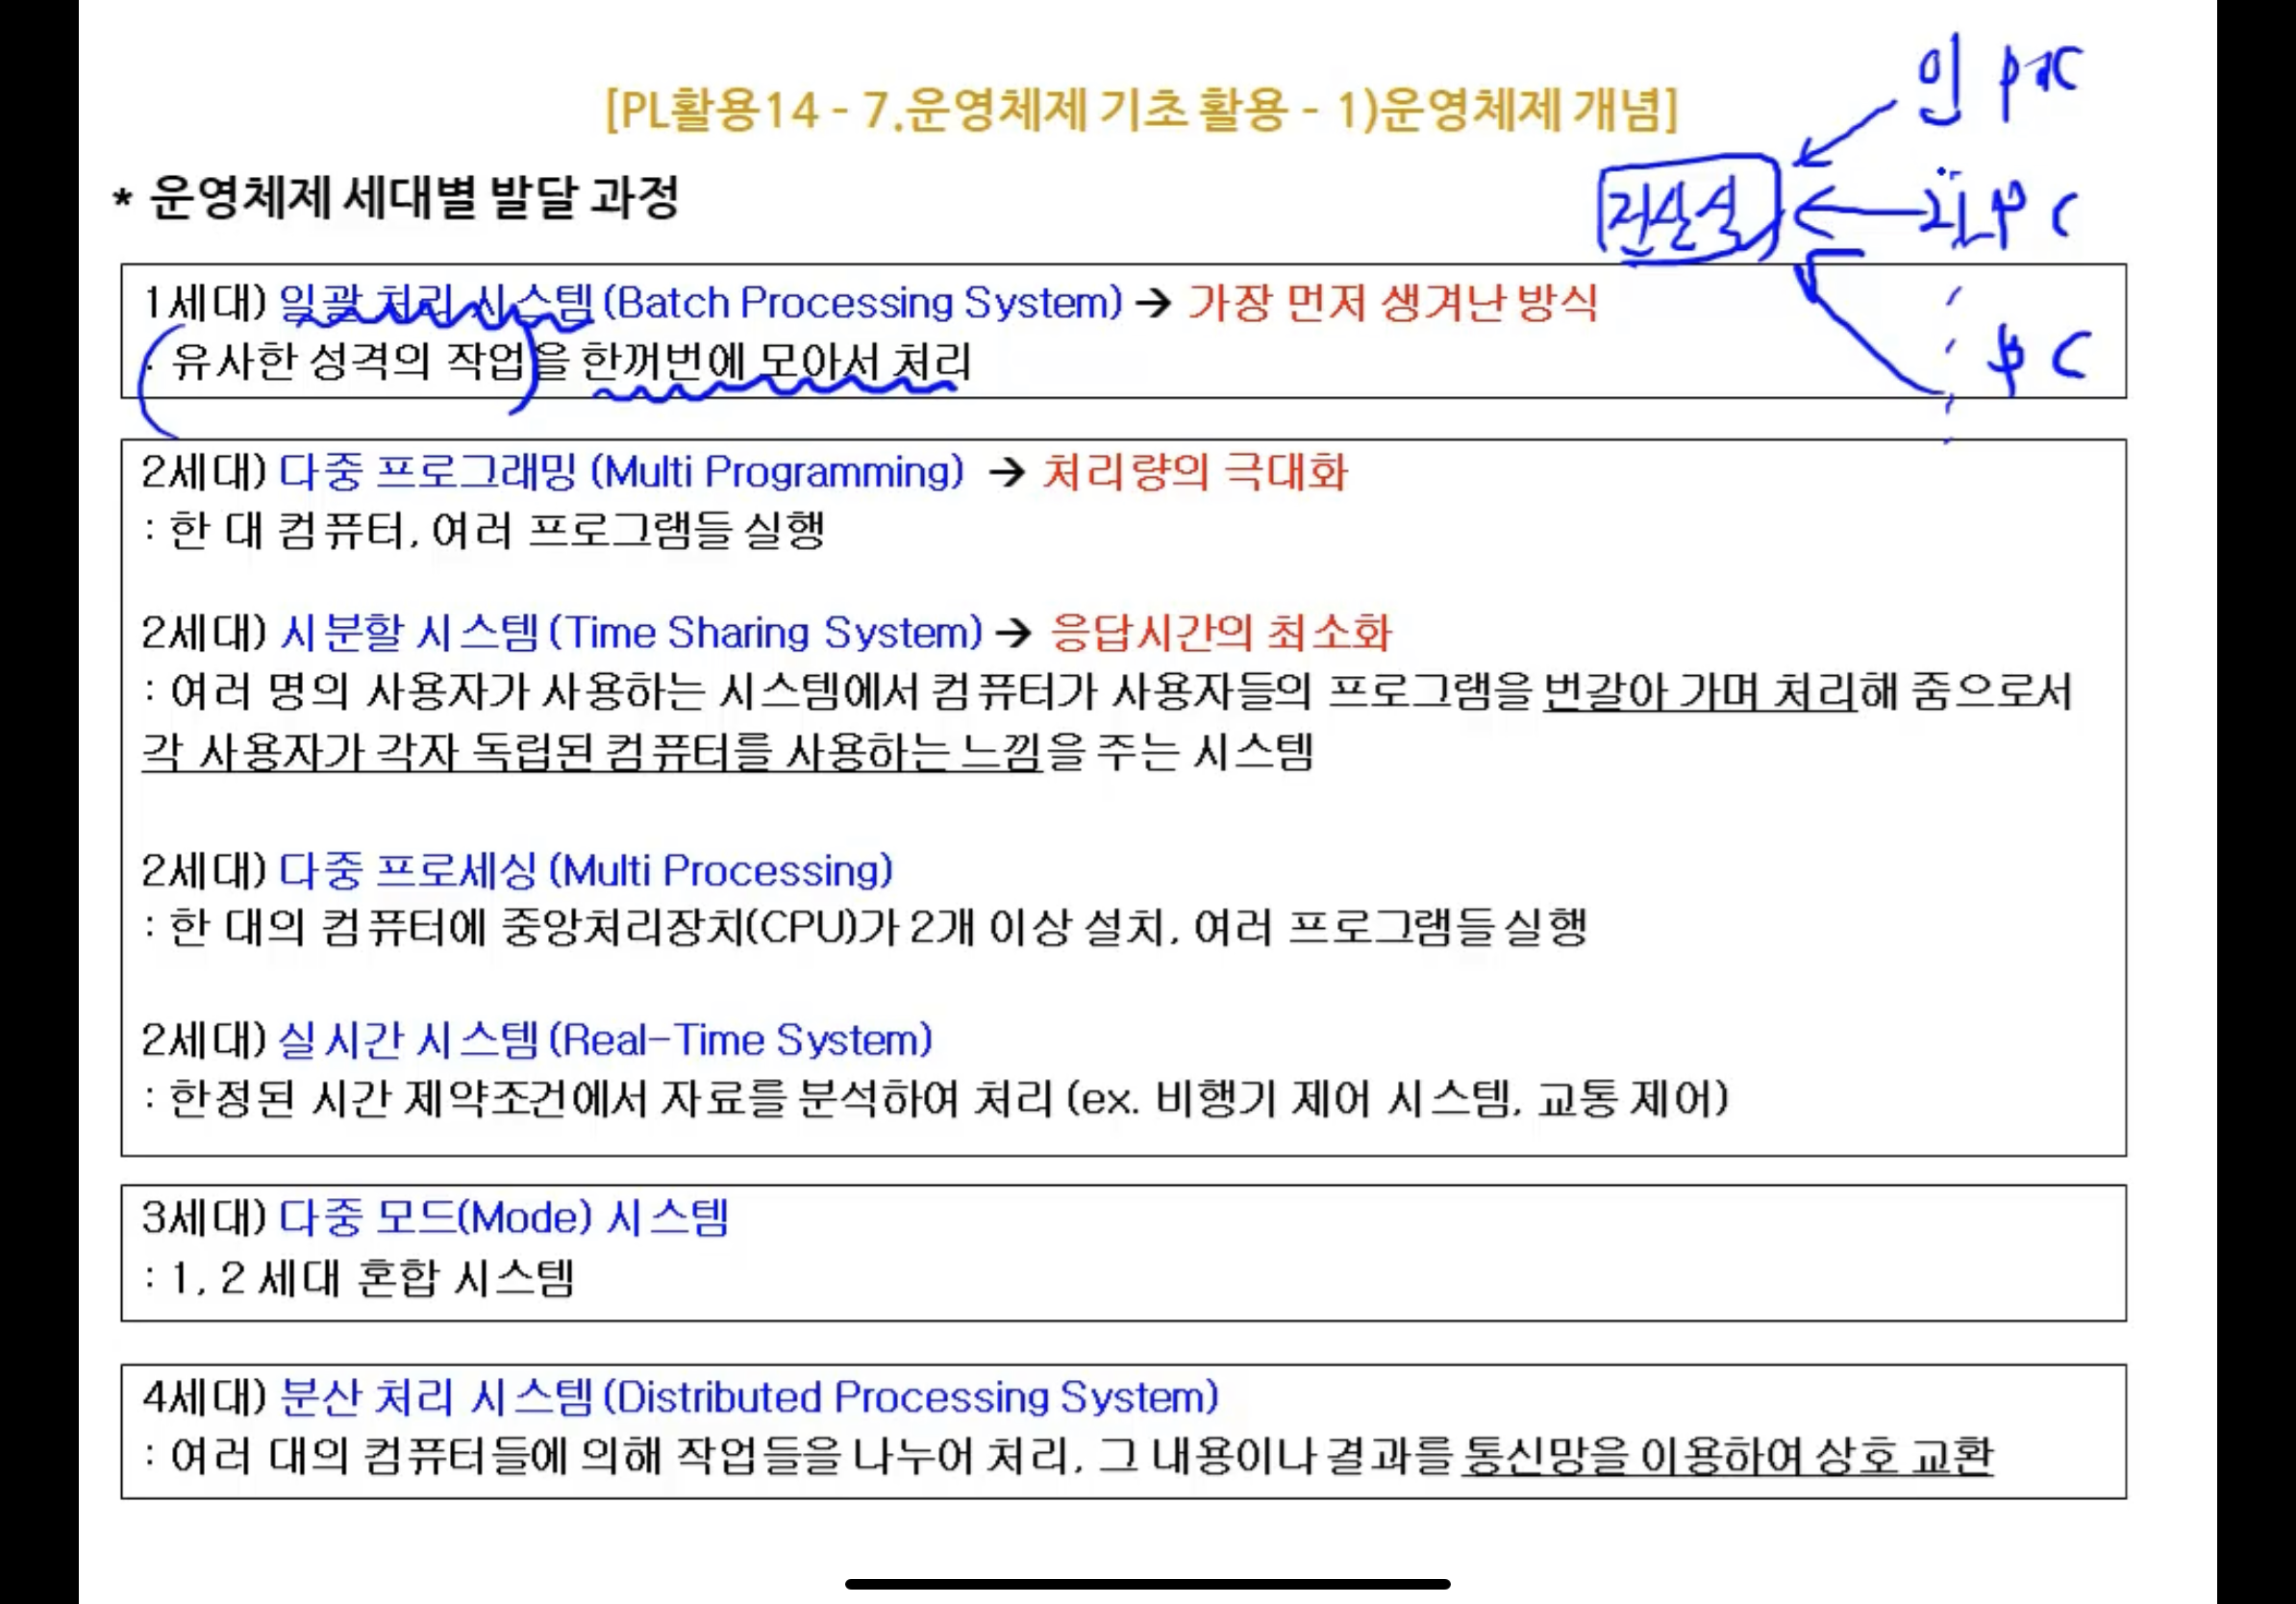 [PL활용14 - 7.운영체제 기초 활용 - 1)운영체제 개념]
* 운영체제 세대별 발달 과정
전산실
인
PC
PC
1세대) 일괄 처리 시스템 (Batch Processing System) → 가장 먼저 생겨난 방식
: 유사한 성격의 작업을 한꺼번에 모아서 처리
2세대) 다중 프로그래밍 (Multi Programming) → 처리량의 극대화
: 한 대 컴퓨터, 여러 프로그램들 실행
2세대) 시분할 시스템 (Time Sharing System) → 응답시간의 최소화
: 여러 명의 사용자가 사용하는 시스템에서 컴퓨터가 사용자들의 프로그램을 번갈아 가며 처리해 줌으로서
각 사용자가 각자 독립된 컴퓨터를 사용하는 느낌을 주는 시스템
2세대) 다중 프로세싱 (Multi Processing)
: 한 대의 컴퓨터에 중앙처리장치(CPU)가 2개 이상 설치, 여러 프로그램들 실행
2세대) 실시간 시스템 (Real-Time System)
: 한정된 시간 제약조건에서 자료를 분석하여 처리 (ex. 비행기 제어 시스템, 교통 제어)
3세대) 다중 모드(Mode) 시스템
: 1, 2 세대 혼합 시스템
4세대) 분산 처리 시스템 (Distributed Processing System)
: 여러 대의 컴퓨터들에 의해 작업들을 나누어 처리, 그 내용이나 결과를 통신망을 이용하여 상호 교환